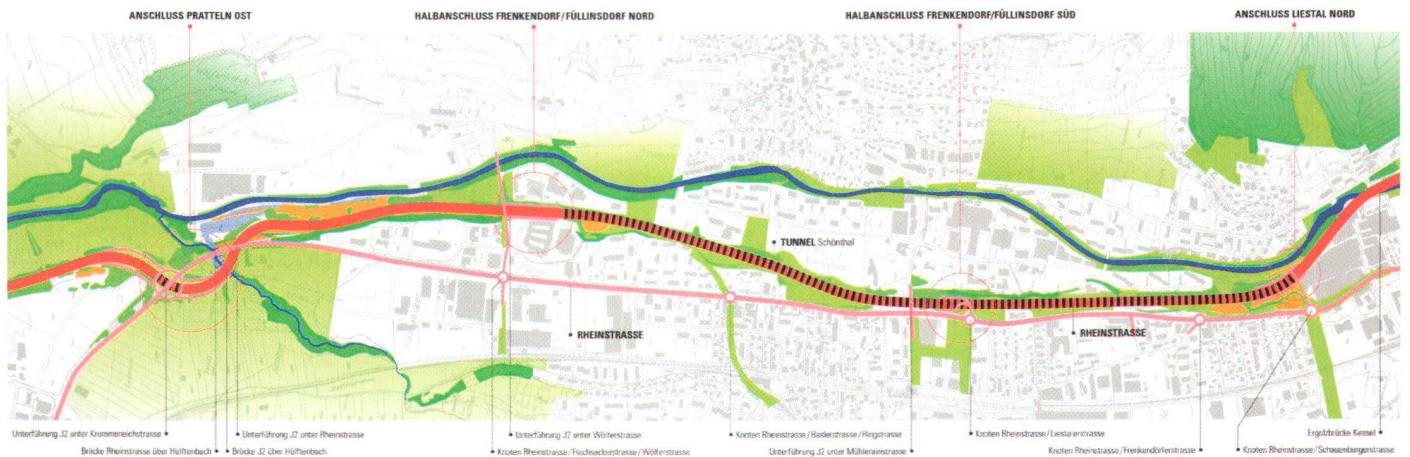 ANSCHLUSS PRATTELN OST
HALBANSCHLUSS FRENKENDORF/FÜLLINSDORF NORD
HALBANSCHLUSS FRENKENDORF/FÜLLINSDORF SÜD
ANSCHLUSS LIESTAL NORD
TUNNEL Schönthal
RHEINSTRASSE
RHEINSTRASSE
Unterführung J2 unter Krummeneichstrasse
Unterführung J2 unter Rheinstrasse
Unterführung J2 unter Wölferstrasse
Knoten Rheinstrasse/Baslerstrasse/Ringstrasse
Knoten Rheinstrasse/Liestalerstrasse
Ergolzbrücke Kessel
Brücke Rheinstrasse über Hülftenbach
Brücke J2 über Hülftenbach
Knoten Rheinstrasse/Flachsackerstrasse/Wölferstrasse
Unterführung J2 unter Mühlerainstrasse
Knoten Rheinstrasse/Frenkendörferstrasse
Knoten Rheinstrasse/Schauenburgerstrasse